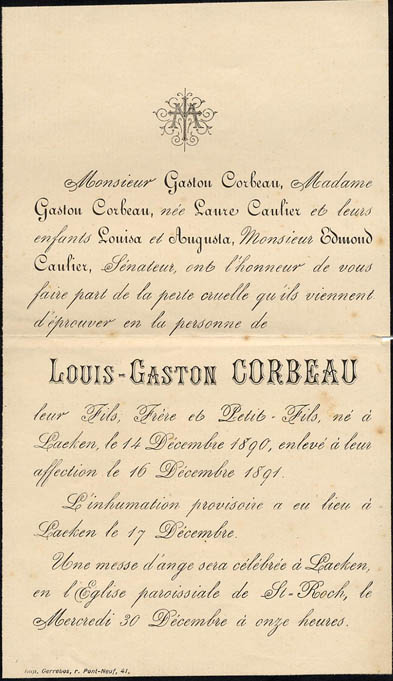 Monsieur Gaston Corbeau, Madame
Gaston Corbeau, née Laure Caulier et leurs
enfants Louisa et Augusta, Monsieur Edmond
Caulier, Sénateur, ont l'honneur de vous
faire part de la perte cruelle qu'ils viennent
d'éprouver en la personne de
LOUIS-GASTON CORBEAU
leur Fils, Frère et Petit-Fils, né à
Laeken, le 14 Décembre 1890, enlevé à leur
affection le 16 Décembre 1891.
L'inhumation provisoire a eu lieu à
Laeken le 17 Décembre.
Une messe d'ange sera célébrée à Laeken,
en l'Eglise paroissiale de St-Roch, le
Mercredi 30 Décembre à onze heures.
Imp. Gerrebos, r. Pont-Neuf, 41,